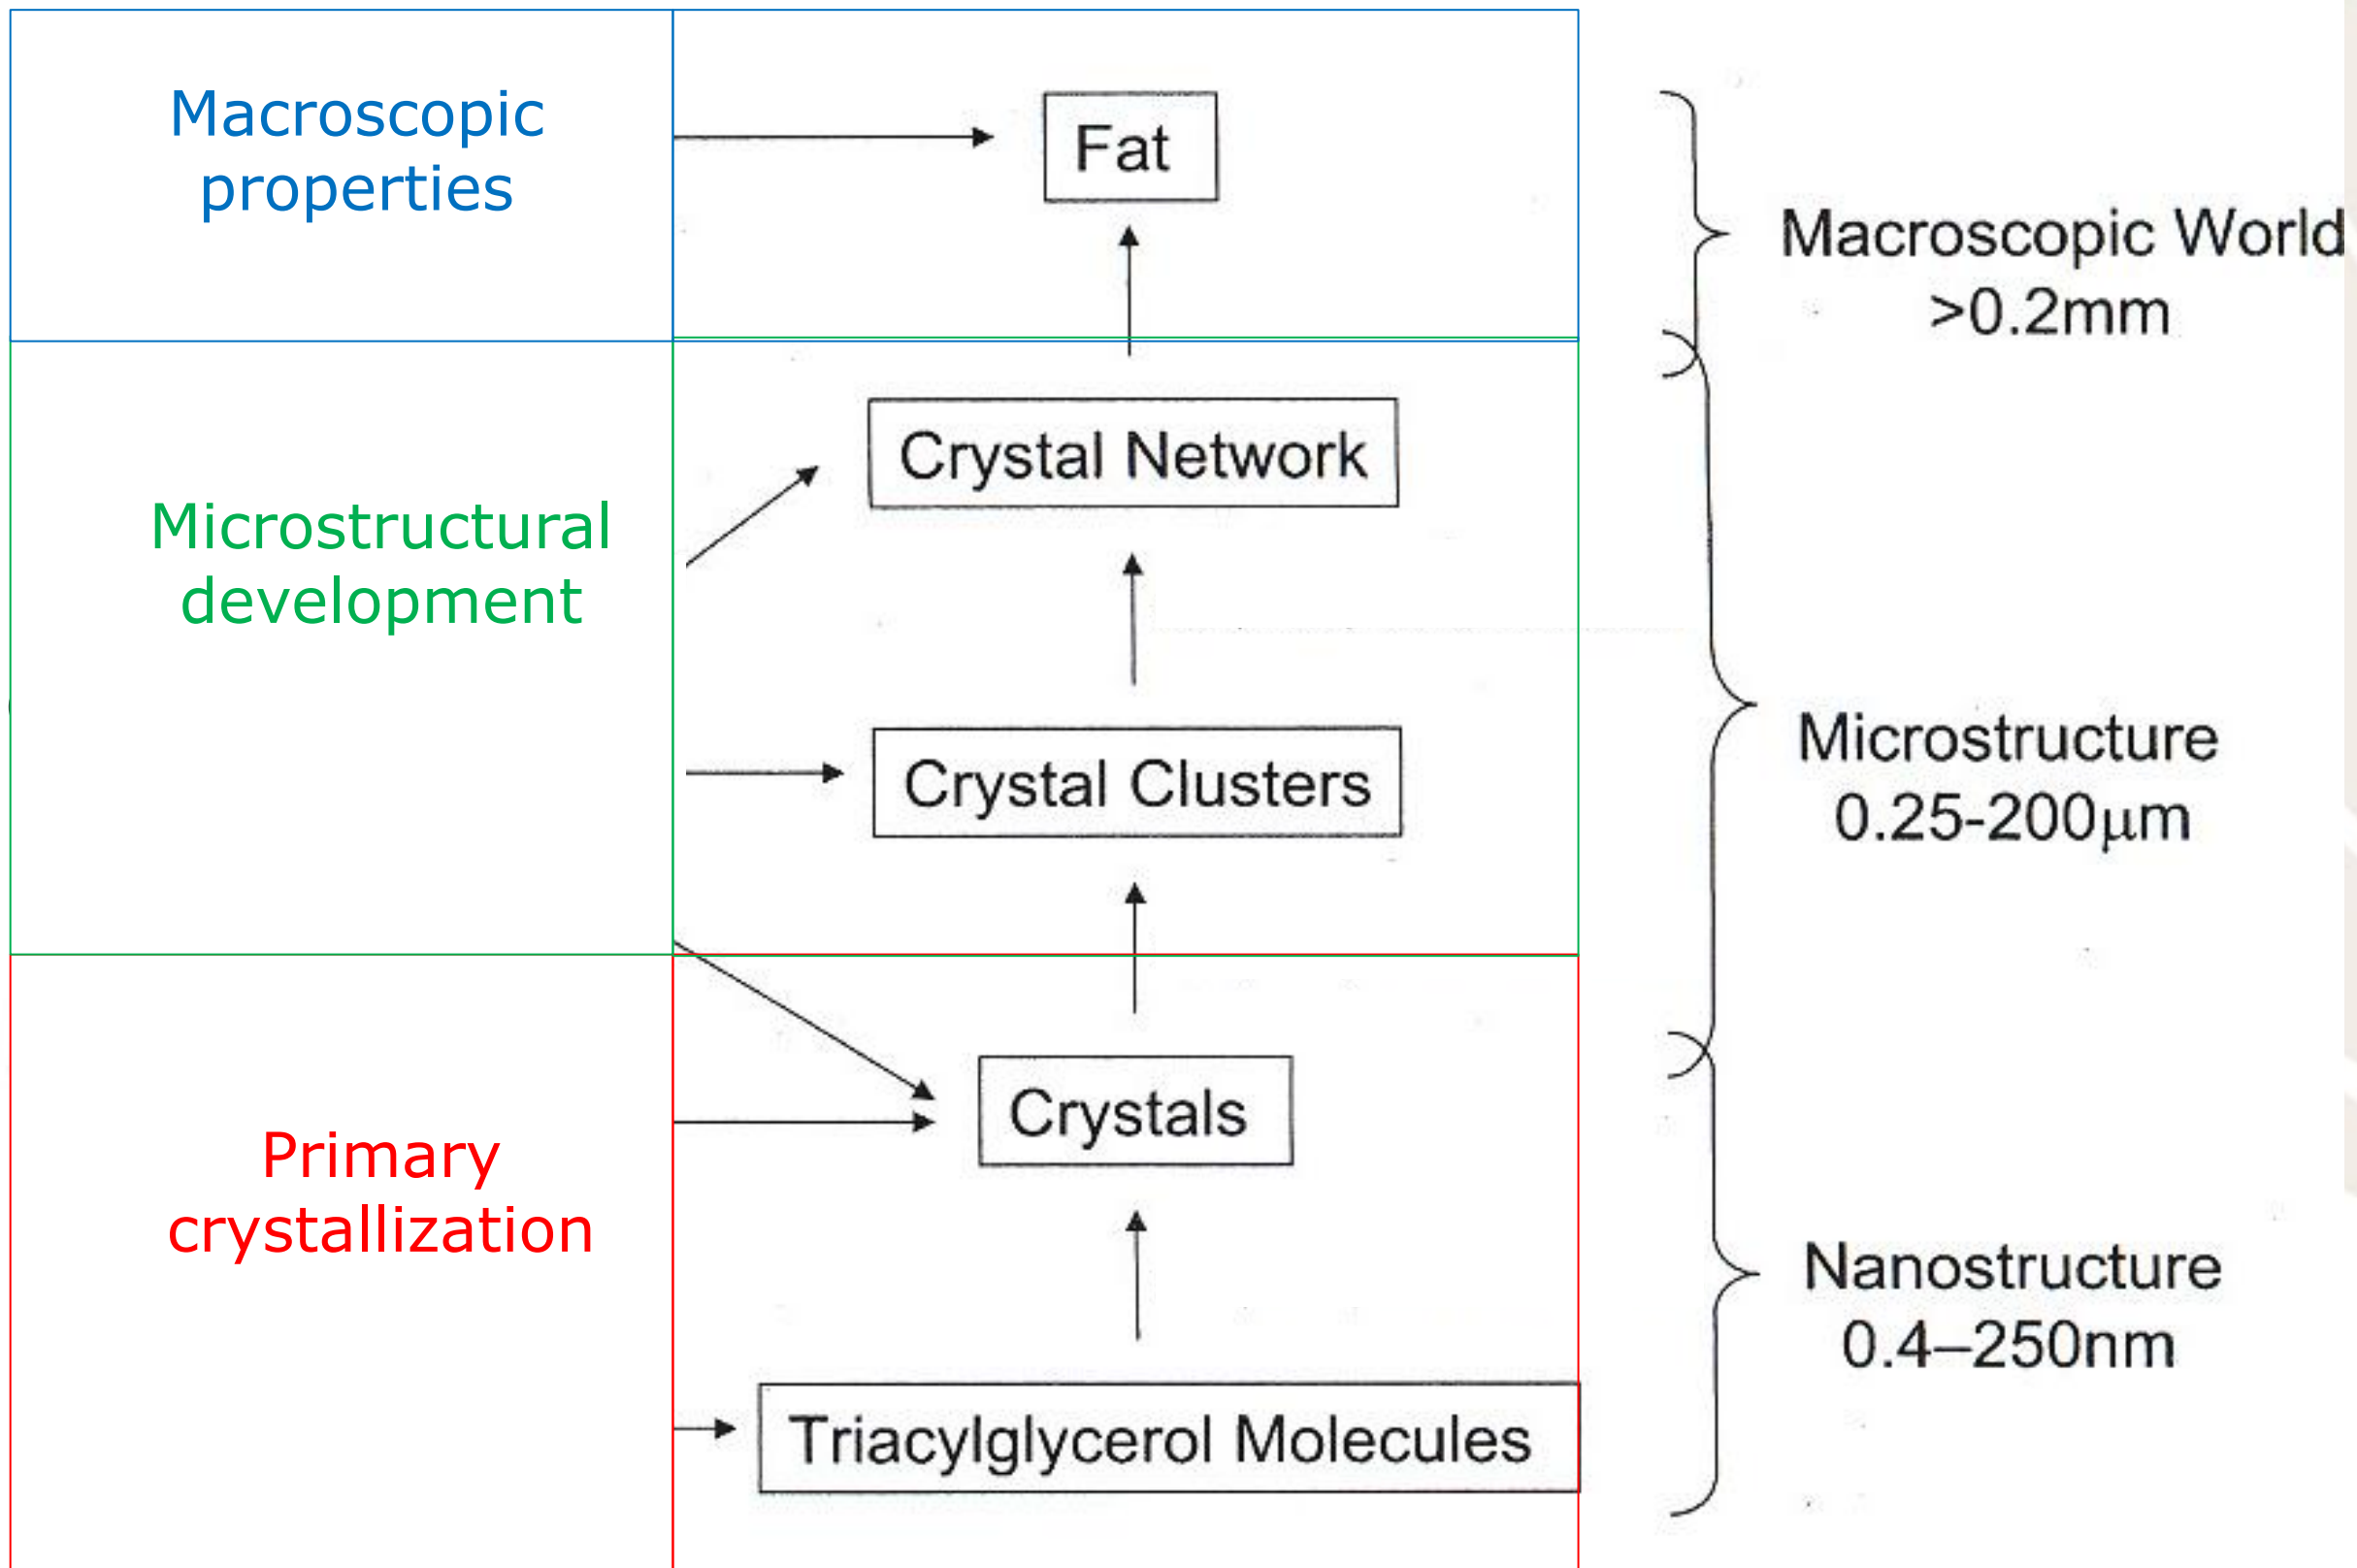 Macroscopic
properties
Fat
Macroscopic World
>0.2mm
Microstructural
development
Crystal Network
Crystal Clusters
Microstructure
0.25-200μm
Primary
crystallization
Crystals
Nanostructure
0.4–250nm
Triacylglycerol Molecules